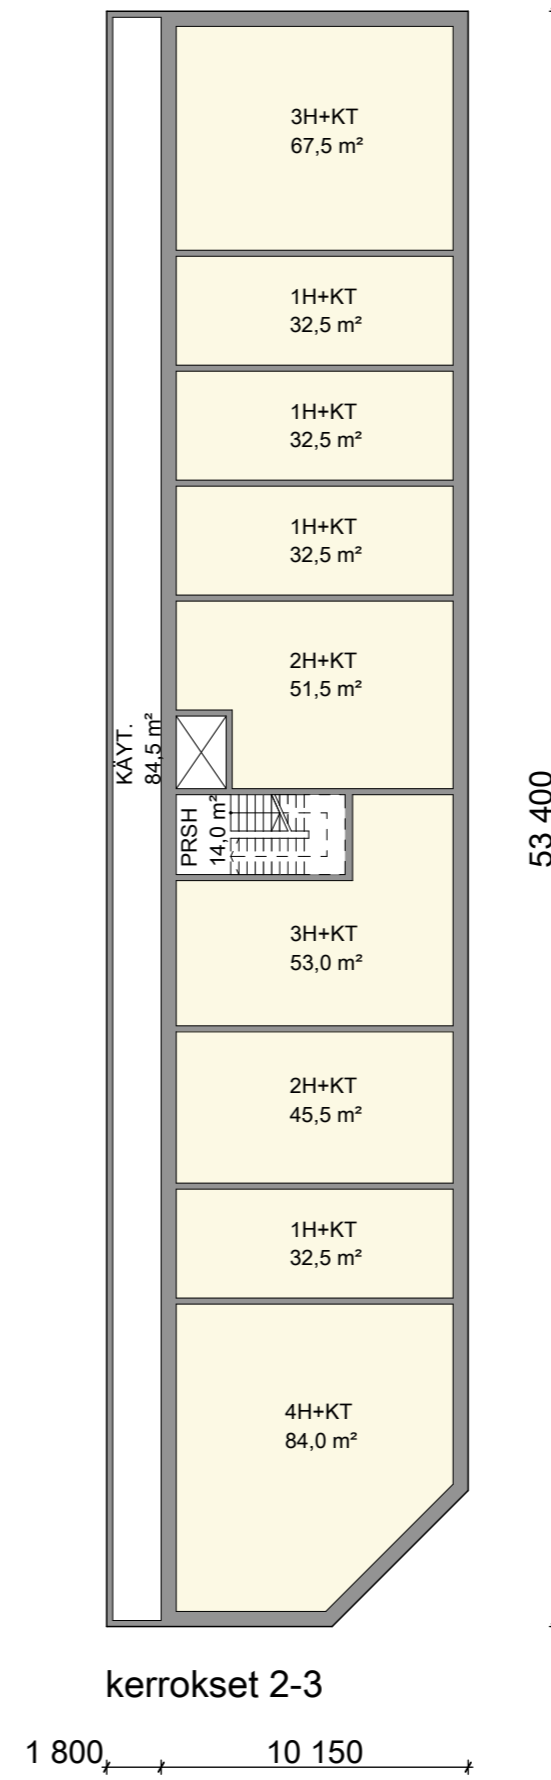 3H+KT
67,5 m²
1H+KT
32,5 m²
1H+KT
32,5 m²
1H+KT
32,5 m²
2H+KT
51,5 m²
KÄYT.
84,5 m²
PRSH
14,0 m²
53 400
3H+KT
53,0 m²
2H+KT
45,5 m²
1H+KT
32,5 m²
4H+KT
84,0 m²
kerrokset 2-3
1 800
10 150